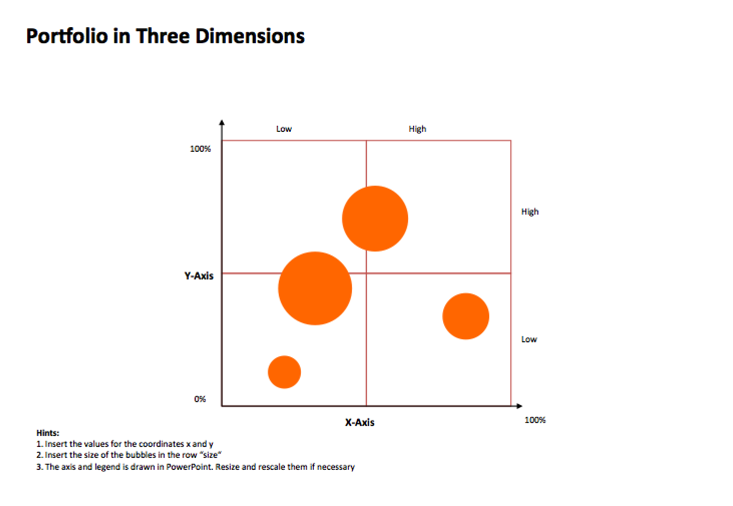 Portfolio in Three Dimensions
Low
High
100%
High
Y-Axis
Low
0%
X-Axis
100%
Hints:
1. Insert the values for the coordinates x and y
2. Insert the size of the bubbles in the row "size"
3. The axis and legend is drawn in PowerPoint. Resize and rescale them if necessary